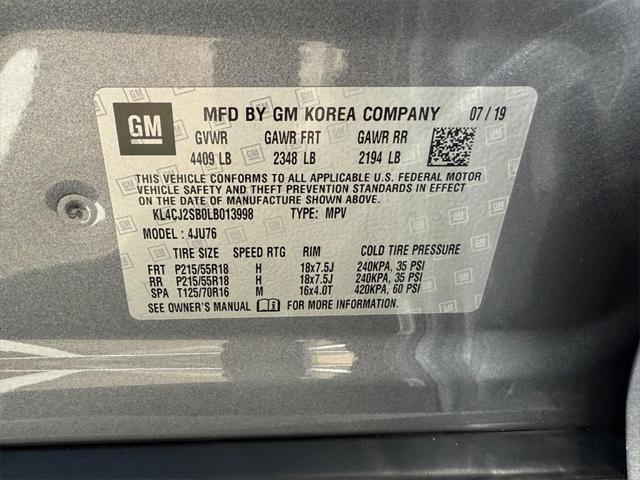 GM
MFD BY GM KOREA COMPANY 07 / 19
GVWR GAWR FRT GAWR RR
4409 LB 2348 LB 2194 LB
THIS VEHICLE CONFORMS TO ALL APPLICABLE U.S. FEDERAL MOTOR
VEHICLE SAFETY AND THEFT PREVENTION STANDARDS IN EFFECT
ON THE DATE OF MANUFACTURE SHOWN ABOVE.
KL4CJ2SB0LB013998 TYPE: MPV
MODEL : 4JU76
TIRE SIZE SPEED RTG RIM COLD TIRE PRESSURE
FRT P215/55R18 H 18x7.5J 240KPA, 35 PSI
RR P215/55R18 H 18x7.5J 240KPA, 35 PSI
SPA T125/70R16 M 16x4.0T 420KPA, 60 PSI
SEE OWNER'S MANUAL FOR MORE INFORMATION.